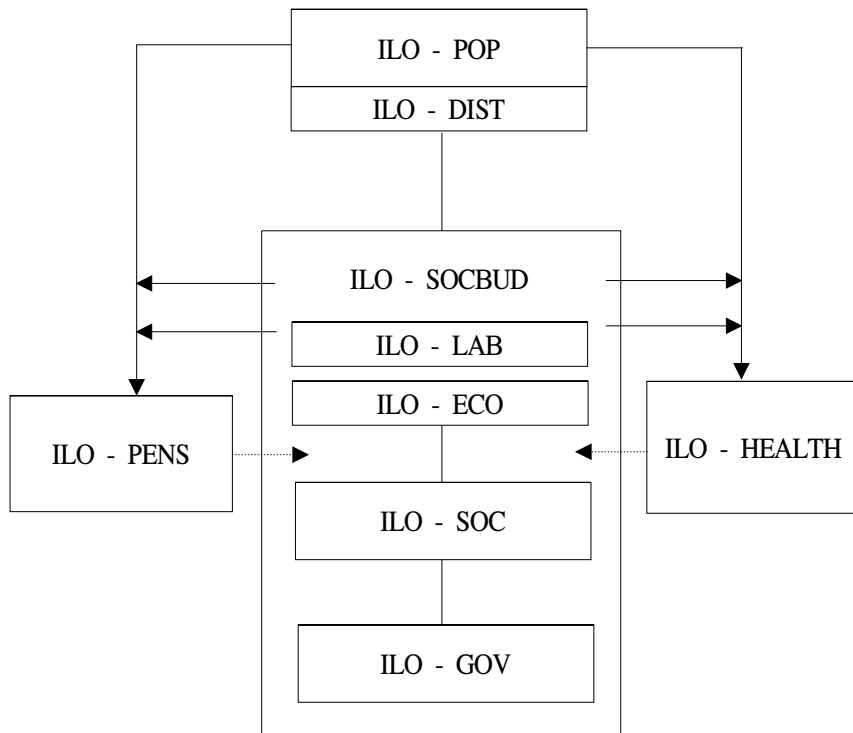 ILO - POP
ILO - DIST
ILO - SOCBUD
ILO - LAB
ILO - ECO
ILO - PENS
ILO - HEALTH
ILO - SOC
ILO - GOV